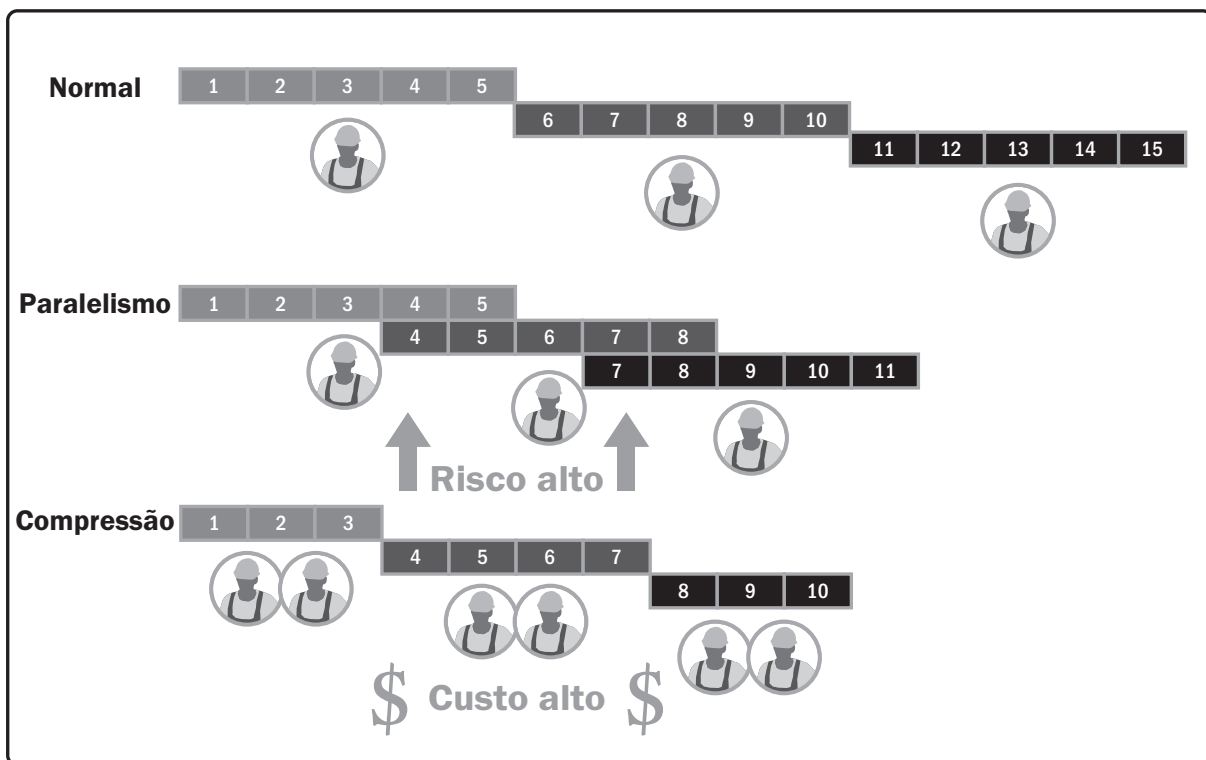 Normal 1 2 3 4 5
6 7 8 9 10
11 12 13 14 15
Paralelismo 1 2 3 4 5
4 5 6 7 8
7 8 9 10 11
Risco alto
Compressão 1 2 3
4 5 6 7
8 9 10
$ Custo alto $